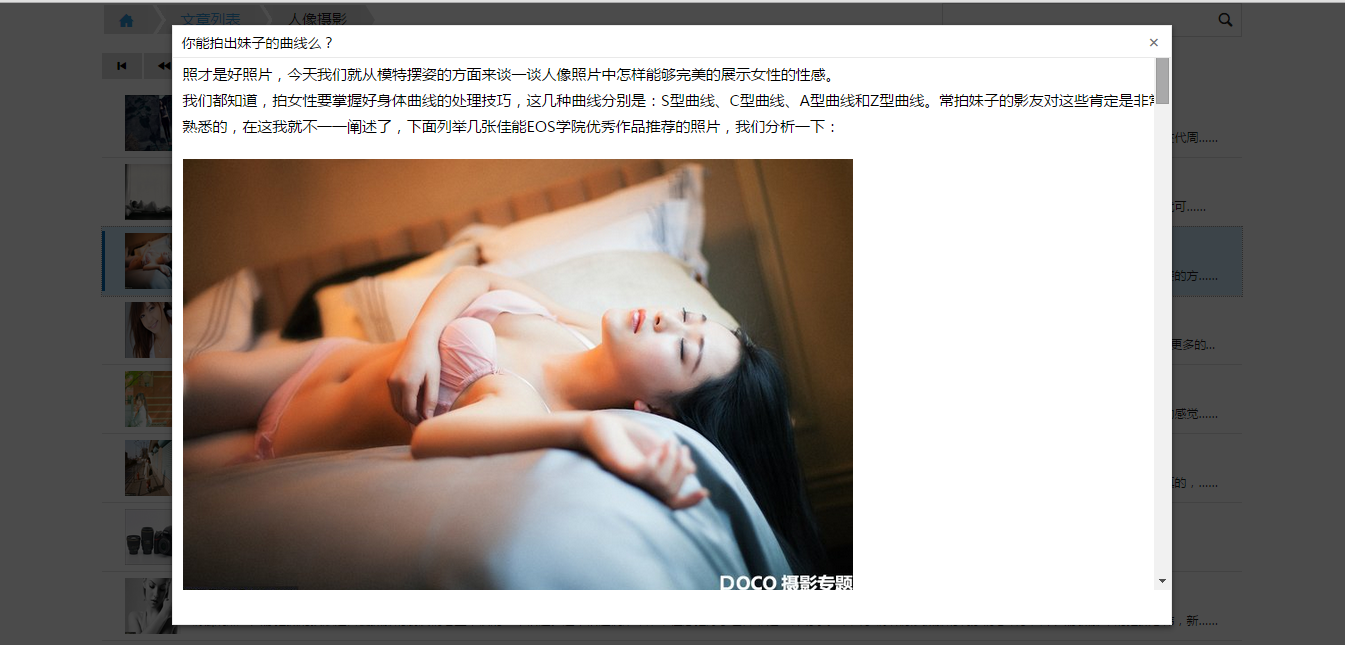 文章列表
人像摄影
你能拍出妹子的曲线么？
×
照才是好照片，今天我们就从模特摆姿的方面来谈一谈人像照片中怎样能够完美的展示女性的性感。
我们都知道，拍女性要掌握好身体曲线的处理技巧，这几种曲线分别是：S型曲线、C型曲线、A型曲线和Z型曲线。常拍妹子的影友对这些肯定是非
熟悉的，在这我就不一一阐述了，下面列举几张佳能EOS学院优秀作品推荐的照片，我们分析一下：
代周……
可……
的方……
更多的...
感觉……
的，……
DOCO 摄影专题
，新……